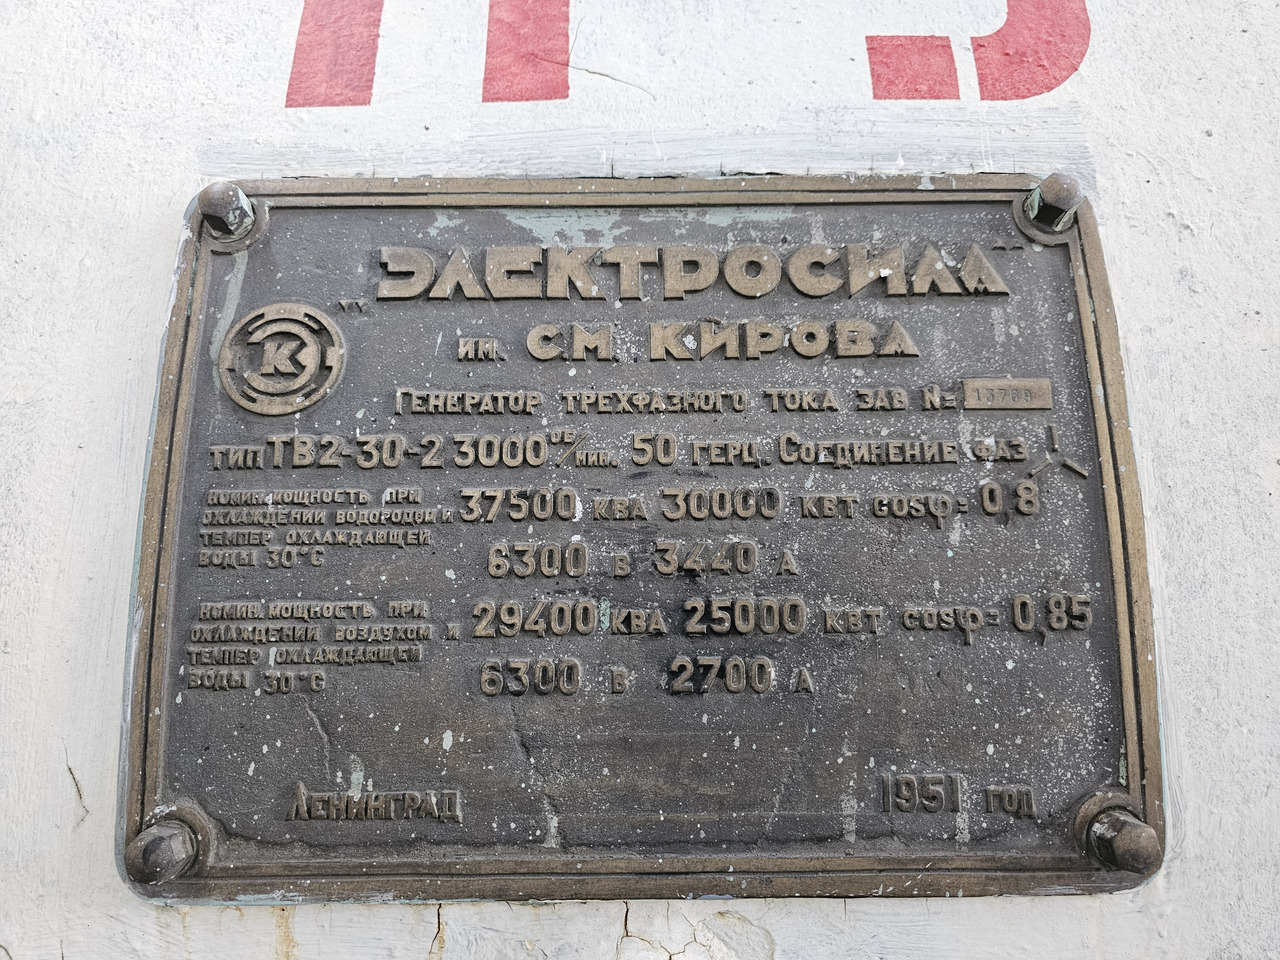 „ЭЛЕКТРОСИЛА“
ИМ. С.М. КИРОВА
К
ГЕНЕРАТОР ТРЕХФАЗНОГО ТОКА ЗАВ №
ТИП ТВ2-30-2 3000 ОБ/МИН. 50 ГЕРЦ. СОЕДИНЕНИЕ ФАЗ
НОМИН. МОЩНОСТЬ ПРИ
ОХЛАЖДЕНИИ ВОДОРОДОМ И 37500 КВА 30000 КВТ COSφ= 0,8
ТЕМПЕР ОХЛАЖДАЮЩЕЙ
ВОДЫ 30°С 6300 В 3440 А
НОМИН. МОЩНОСТЬ ПРИ
ОХЛАЖДЕНИИ ВОЗДУХОМ И 29400 КВА 25000 КВТ COSφ= 0,85
ТЕМПЕР ОХЛАЖДАЮЩЕЙ
ВОДЫ 30°С 6300 В 2700 А
ЛЕНИНГРАД 1951 ГОД